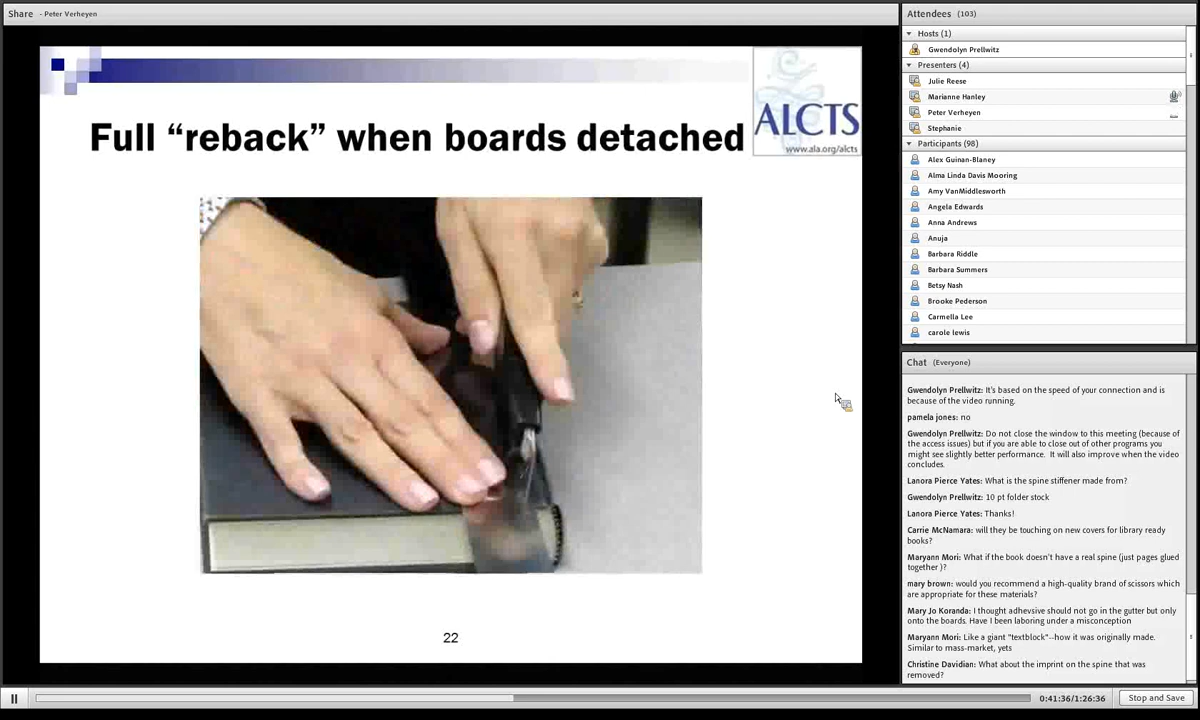 Share - Peter Verheyen
Full “reback” when boards detached
ALCTS
www.ala.org/alcts
22
Attendees (103)
Hosts (1)
Gwendolyn Prellwitz
Presenters (4)
Julie Reese
Marianne Hanley
Peter Verheyen
Stephanie
Participants (98)
Alex Guinan-Blaney
Alma Linda Davis Mooring
Amy VanMiddlesworth
Angela Edwards
Anna Andrews
Anuja
Barbara Riddle
Barbara Summers
Betsy Nash
Brooke Pederson
Carmella Lee
carole lewis
Chat (Everyone)
Gwendolyn Prellwitz: It's based on the speed of your connection and is
because of the video running.
pamela jones: no
Gwendolyn Prellwitz: Do not close the window to this meeting (because of
the access issues) but if you are able to close out of other programs you
might see slightly better performance. It will also improve when the video
concludes.
Lanora Pierce Yates: What is the spine stiffener made from?
Gwendolyn Prellwitz: 10 pt folder stock
Lanora Pierce Yates: Thanks!
Carrie McNamara: will they be touching on new covers for library ready
books?
Maryann Mori: What if the book doesn't have a real spine (just pages glued
together )?
mary brown: would you recommend a high-quality brand of scissors which
are appropriate for these materials?
Mary Jo Koranda: I thought adhevsive should not go in the gutter but only
onto the boards. Have I been laboring under a misconception
Maryann Mori: Like a giant "textblock"--how it was originally made.
Similar to mass-market, yets
Christine Davidian: What about the imprint on the spine that was
removed?
0:41:36/1:26:36
Stop and Save